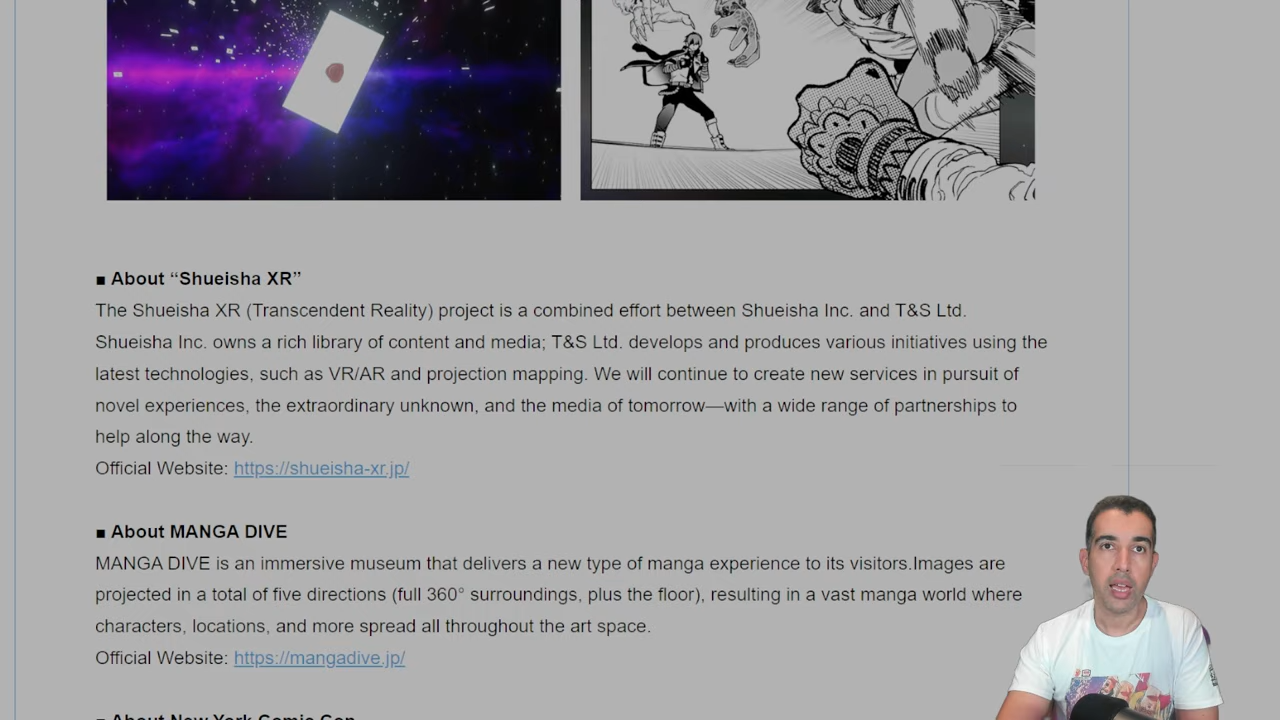 ■ About “Shueisha XR”
The Shueisha XR (Transcendent Reality) project is a combined effort between Shueisha Inc. and T&S Ltd.
Shueisha Inc. owns a rich library of content and media; T&S Ltd. develops and produces various initiatives using the
latest technologies, such as VR/AR and projection mapping. We will continue to create new services in pursuit of
novel experiences, the extraordinary unknown, and the media of tomorrow—with a wide range of partnerships to
help along the way.
Official Website: https://shueisha-xr.jp/
■ About MANGA DIVE
MANGA DIVE is an immersive museum that delivers a new type of manga experience to its visitors.Images are
projected in a total of five directions (full 360° surroundings, plus the floor), resulting in a vast manga world where
characters, locations, and more spread all throughout the art space.
Official Website: https://mangadive.jp/
■ About New York Comic Con